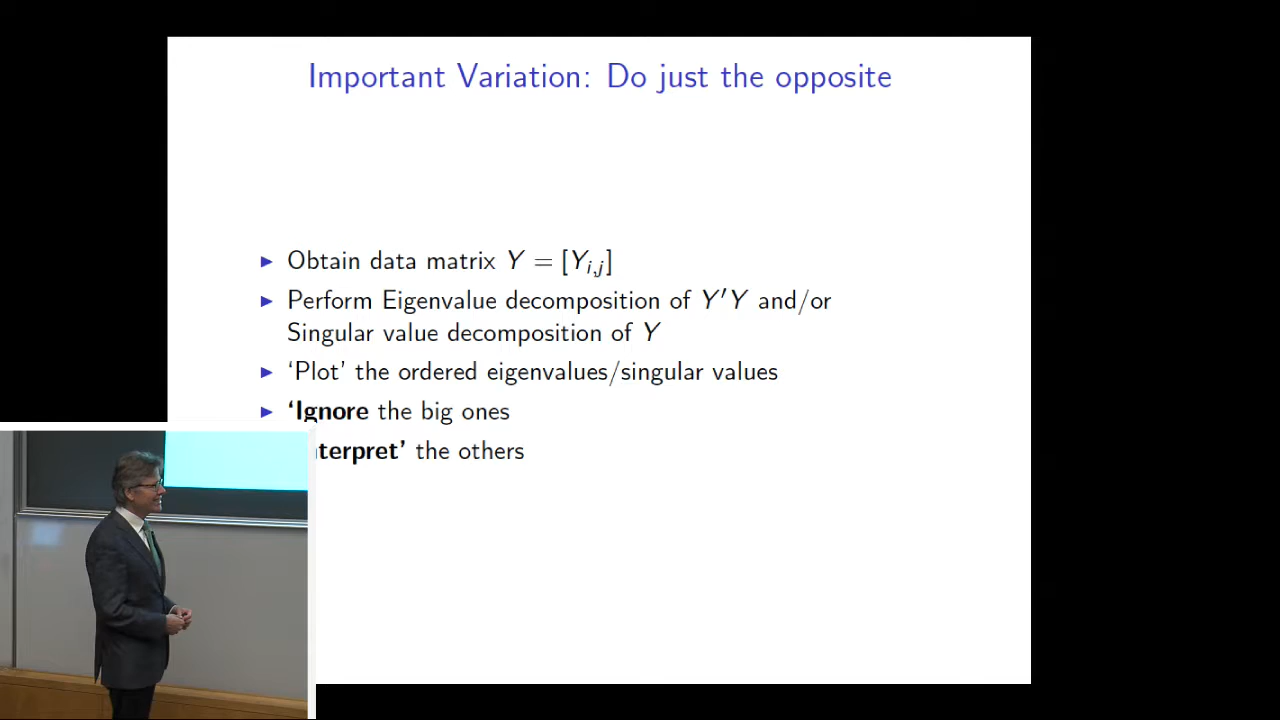 Important Variation: Do just the opposite
▶ Obtain data matrix Y = [Y_{i,j}]
▶ Perform Eigenvalue decomposition of Y′Y and/or
Singular value decomposition of Y
▶ ‘Plot’ the ordered eigenvalues/singular values
▶ ‘Ignore the big ones
nterpret’ the others